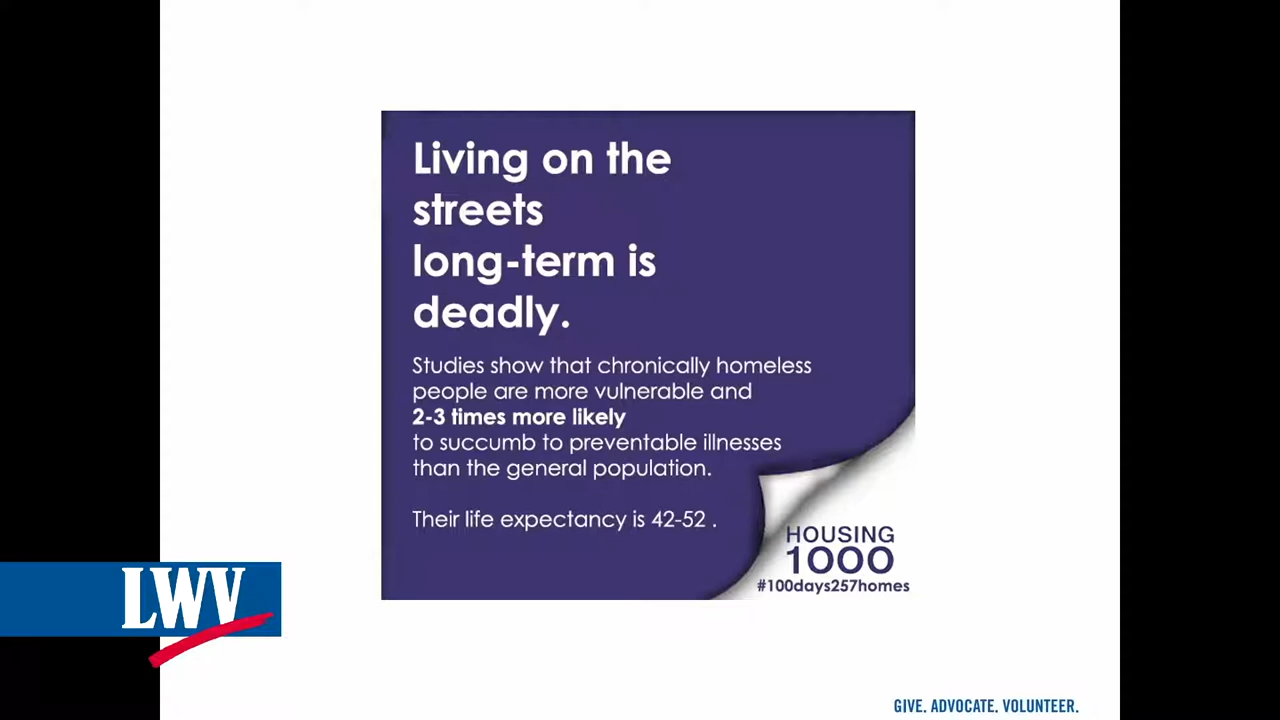 Living on the
streets
long-term is
deadly.
Studies show that chronically homeless
people are more vulnerable and
2-3 times more likely
to succumb to preventable illnesses
than the general population.
Their life expectancy is 42-52 .
HOUSING
1000
#100days257homes
LWV
GIVE. ADVOCATE. VOLUNTEER.